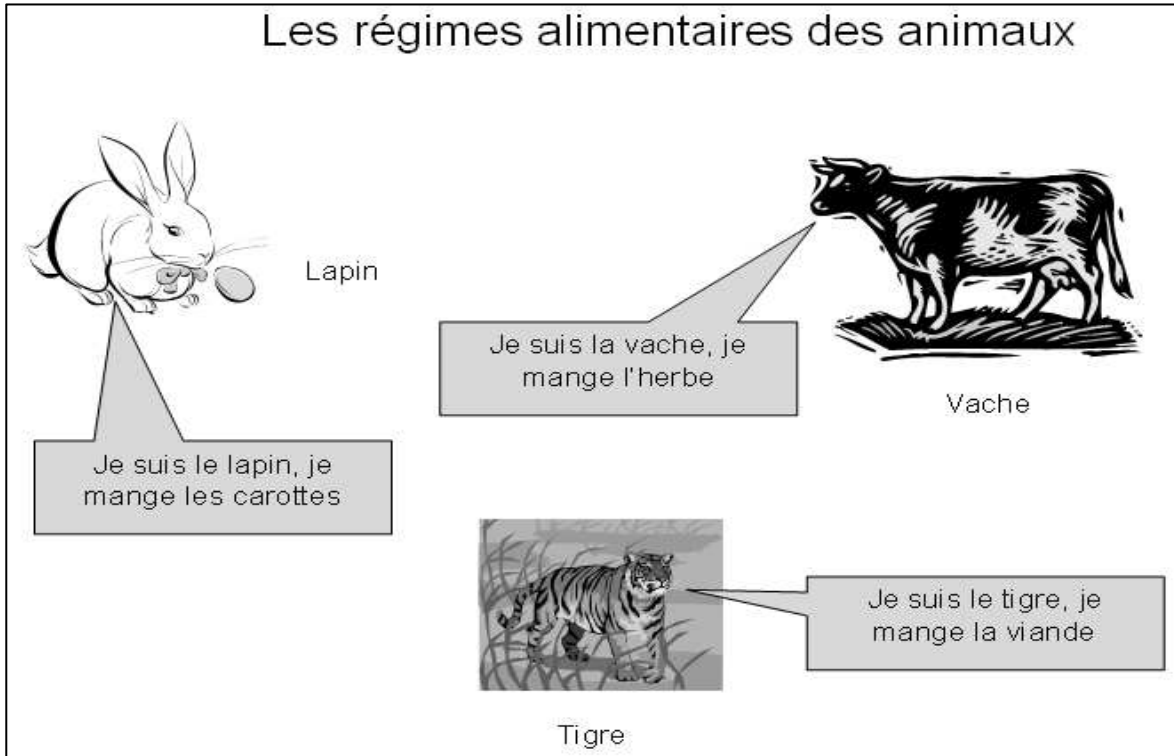 Les régimes alimentaires des animaux
Lapin
Je suis la vache, je
mange l'herbe
Vache
Je suis le lapin, je
mange les carottes
Je suis le tigre, je
mange la viande
Tigre